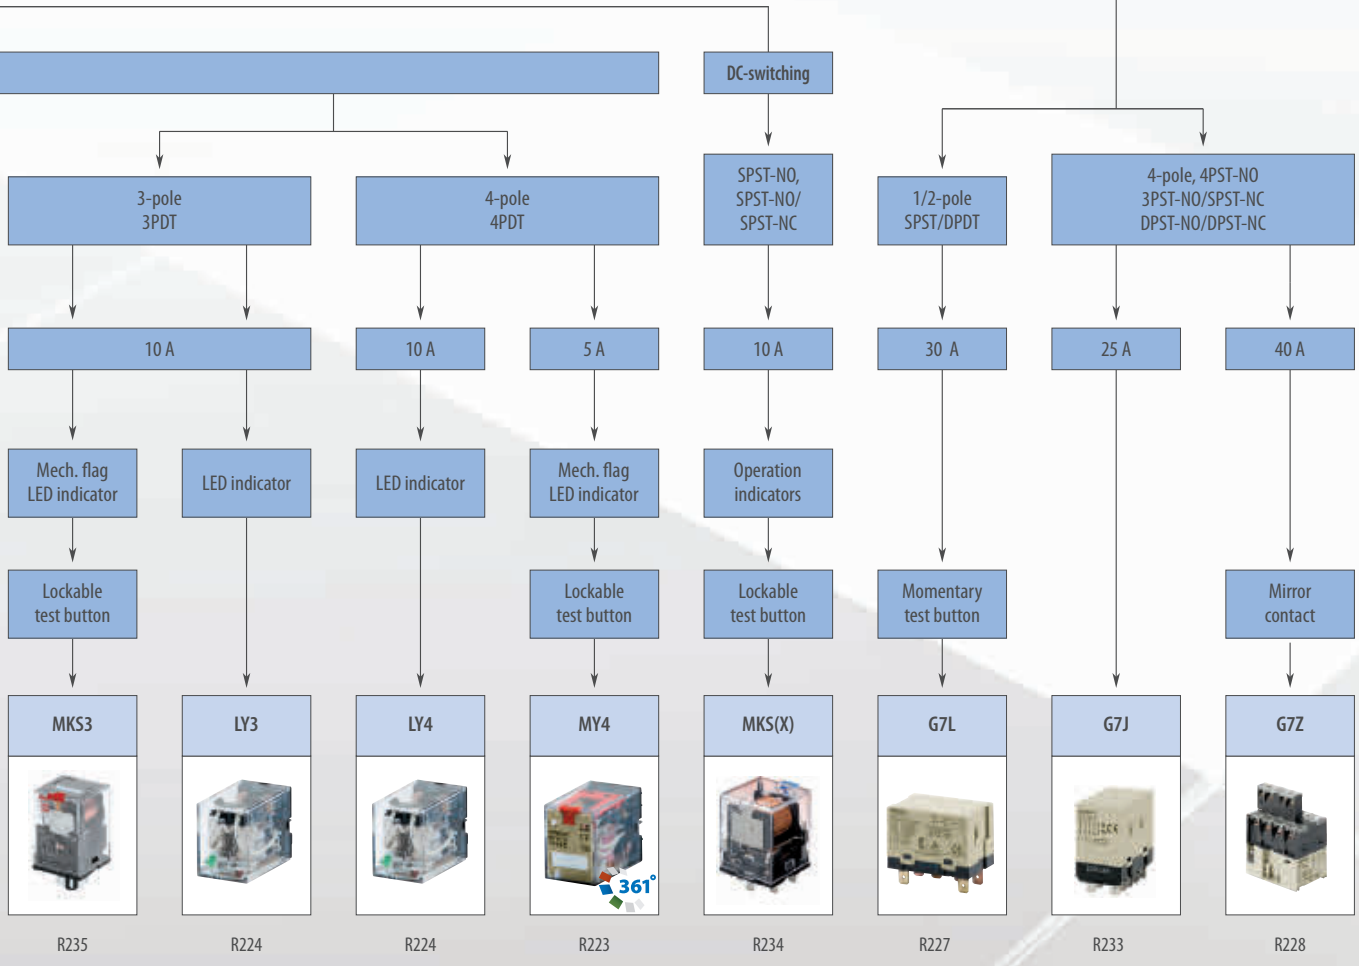 DC-switching
3-pole
3PDT
4-pole
4PDT
SPST-NO,
SPST-NO/
SPST-NC
1/2-pole
SPST/DPDT
4-pole, 4PST-NO
3PST-NO/SPST-NC
DPST-NO/DPST-NC
10 A
10 A
5 A
10 A
30 A
25 A
40 A
Mech. flag
LED indicator
LED indicator
LED indicator
Mech. flag
LED indicator
Operation
indicators
Lockable
test button
Lockable
test button
Lockable
test button
Momentary
test button
Mirror
contact
MKS3
LY3
LY4
MY4
MKS(X)
G7L
G7J
G7Z
361°
R235
R224
R224
R223
R234
R227
R233
R228